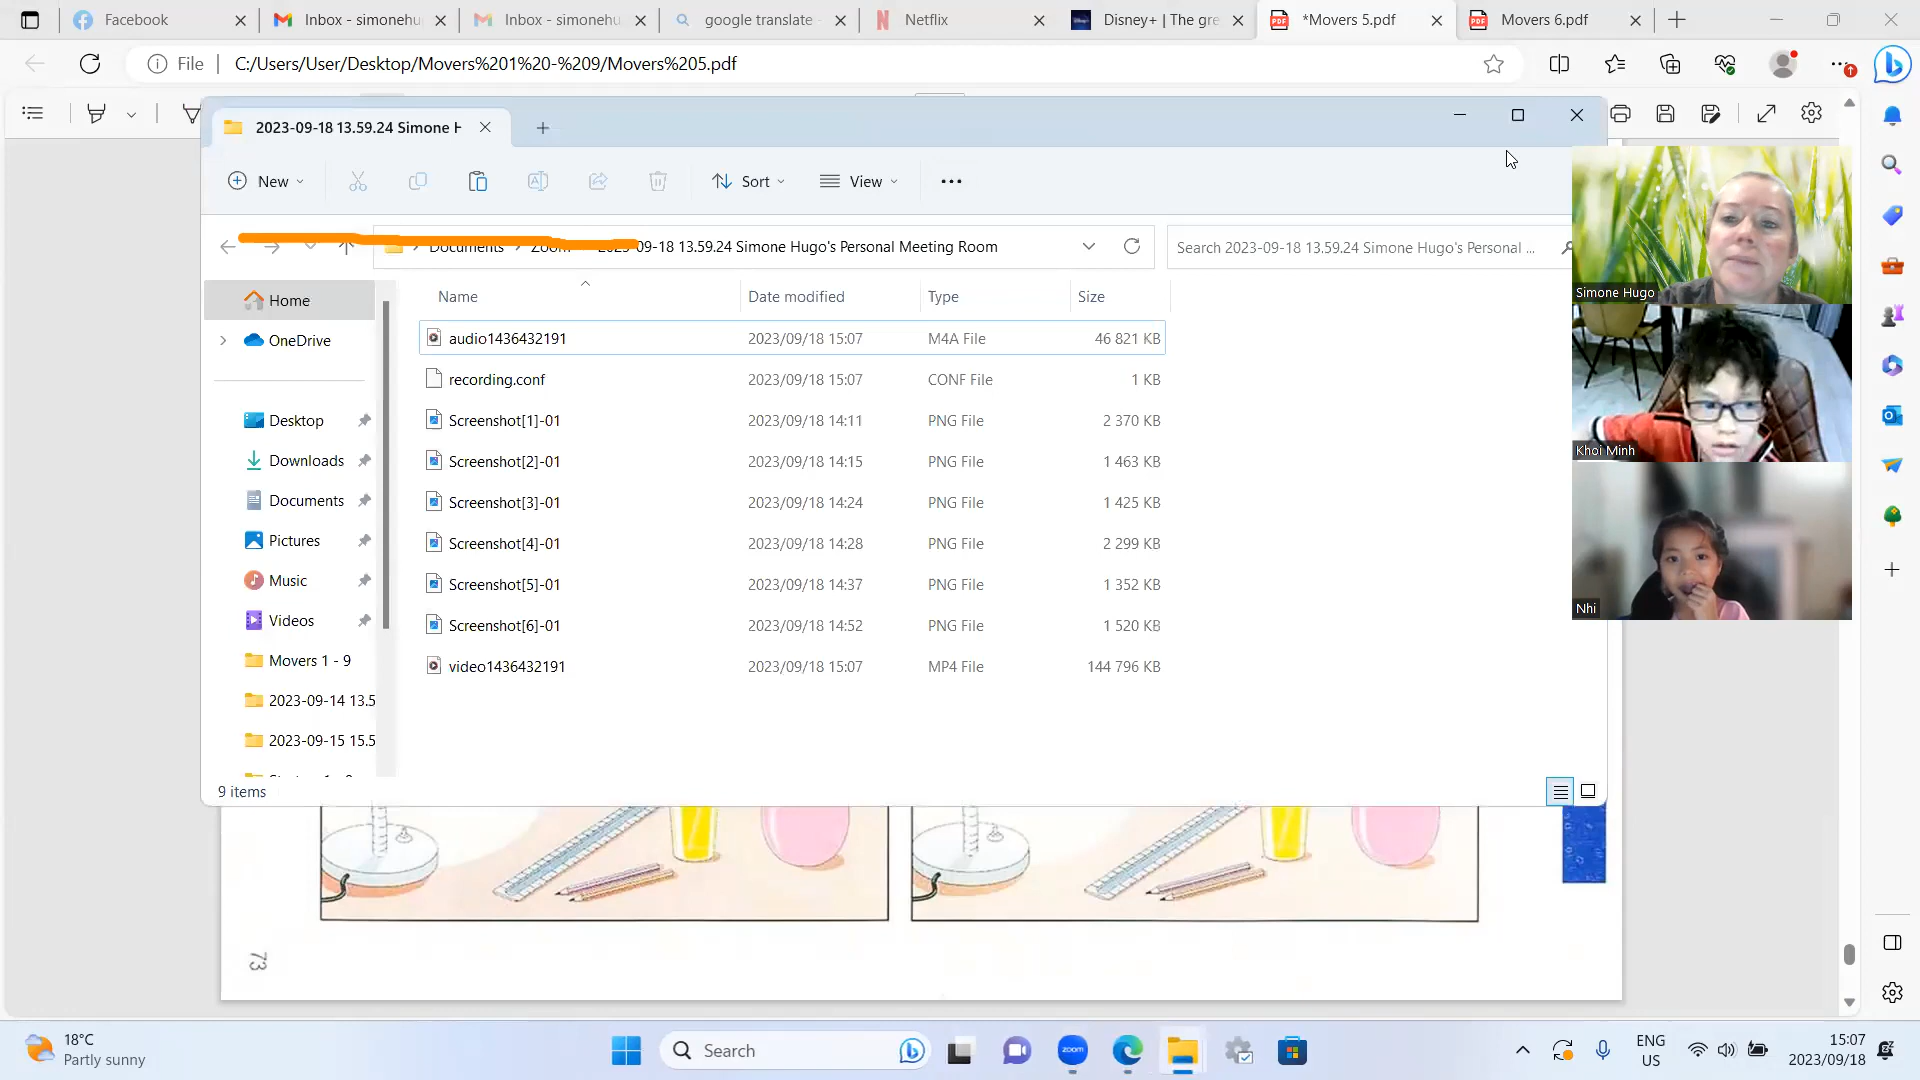 Facebook
Inbox - simonehu
Inbox - simonehu
google translate -
Netflix
Disney+ | The gre
*Movers 5.pdf
Movers 6.pdf
File
C:/Users/User/Desktop/Movers%201%20-%209/Movers%205.pdf
2023-09-18 13.59.24 Simone H
New
Sort
View
Documents
2023-09-18 13.59.24 Simone Hugo's Personal Meeting Room
Search 2023-09-18 13.59.24 Simone Hugo's Personal ...
Name Date modified Type Size
audio1436432191 2023/09/18 15:07 M4A File 46 821 KB
recording.conf 2023/09/18 15:07 CONF File 1 KB
Screenshot[1]-01 2023/09/18 14:11 PNG File 2 370 KB
Screenshot[2]-01 2023/09/18 14:15 PNG File 1 463 KB
Screenshot[3]-01 2023/09/18 14:24 PNG File 1 425 KB
Screenshot[4]-01 2023/09/18 14:28 PNG File 2 299 KB
Screenshot[5]-01 2023/09/18 14:37 PNG File 1 352 KB
Screenshot[6]-01 2023/09/18 14:52 PNG File 1 520 KB
video1436432191 2023/09/18 15:07 MP4 File 144 796 KB
Home
OneDrive
Desktop
Downloads
Documents
Pictures
Music
Videos
Movers 1 - 9
2023-09-14 13.5
2023-09-15 15.5
9 items
Simone Hugo
Khoi Minh
Nhi
73
18°C
Partly sunny
Search
zoom
ENG
US
15:07
2023/09/18